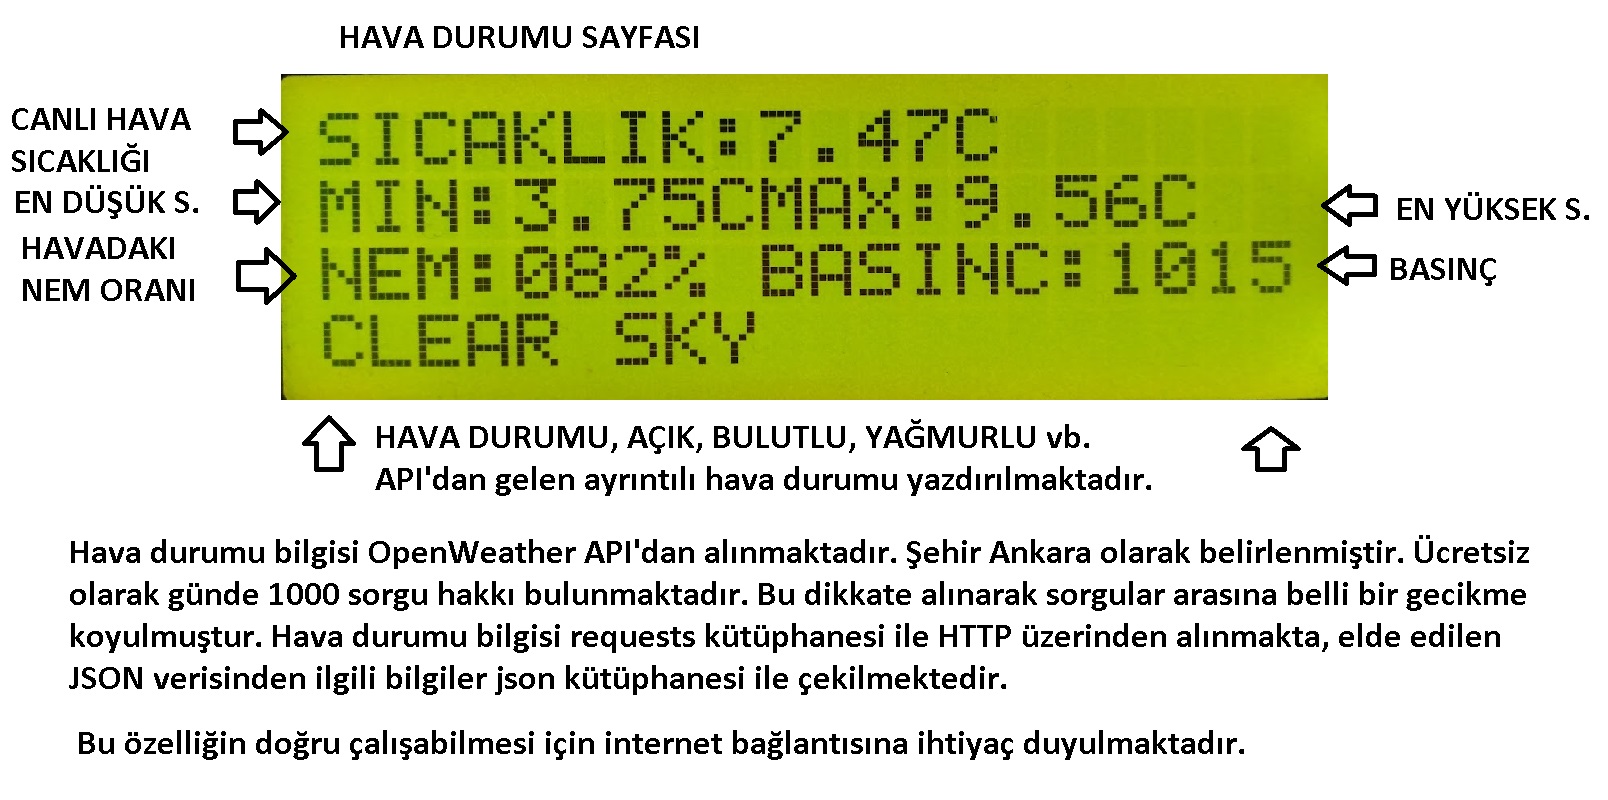 HAVA DURUMU SAYFASI
CANLI HAVA
SICAKLIĞI
EN DÜŞÜK S.
HAVADAKI
NEM ORANI
SICAKLIK:7.47C
MIN:3.75CMAX:9.56C
NEM:082% BASINC:1015
CLEAR SKY
EN YÜKSEK S.
BASINÇ
HAVA DURUMU, AÇIK, BULUTLU, YAĞMURLU vb.
API'dan gelen ayrıntılı hava durumu yazdırılmaktadır.
Hava durumu bilgisi OpenWeather API'dan alınmaktadır. Şehir Ankara olarak belirlenmiştir. Ücretsiz
olarak günde 1000 sorgu hakkı bulunmaktadır. Bu dikkate alınarak sorgular arasına belli bir gecikme
koyulmuştur. Hava durumu bilgisi requests kütüphanesi ile HTTP üzerinden alınmakta, elde edilen
JSON verisinden ilgili bilgiler json kütüphanesi ile çekilmektedir.
Bu özelliğin doğru çalışabilmesi için internet bağlantısına ihtiyaç duyulmaktadır.